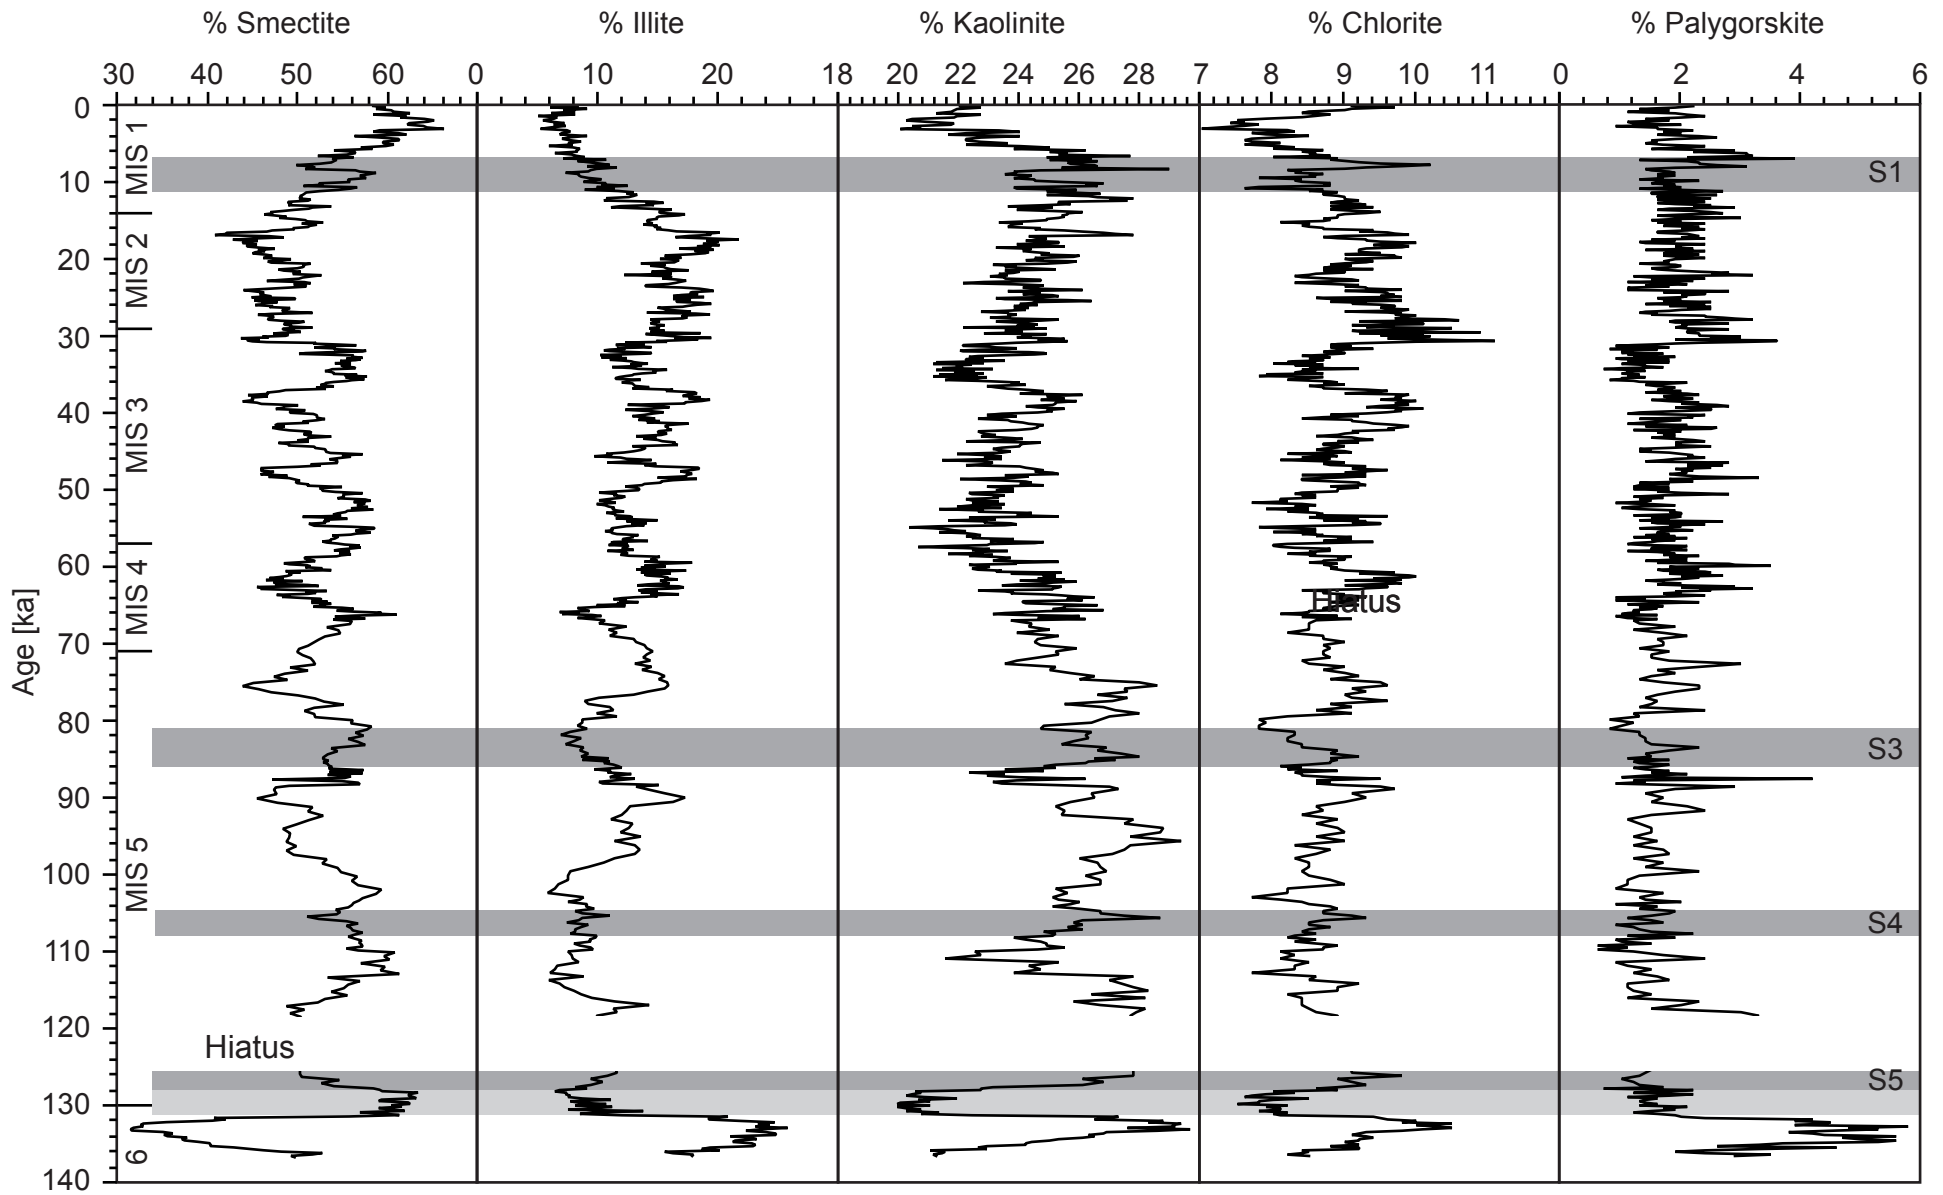 % Smectite % Illite % Kaolinite % Chlorite % Palygorskite
30 40 50 60 0 10 20 18 20 22 24 26 28 7 8 9 10 11 0 2 4 6
0
MIS 1
10 S1
MIS 2
20
30
MIS 3
40
50
MIS 4
60
Hiatus
Age [ka]
70
80
S3
90
MIS 5
100
S4
110
120
Hiatus
S5
130
6
140